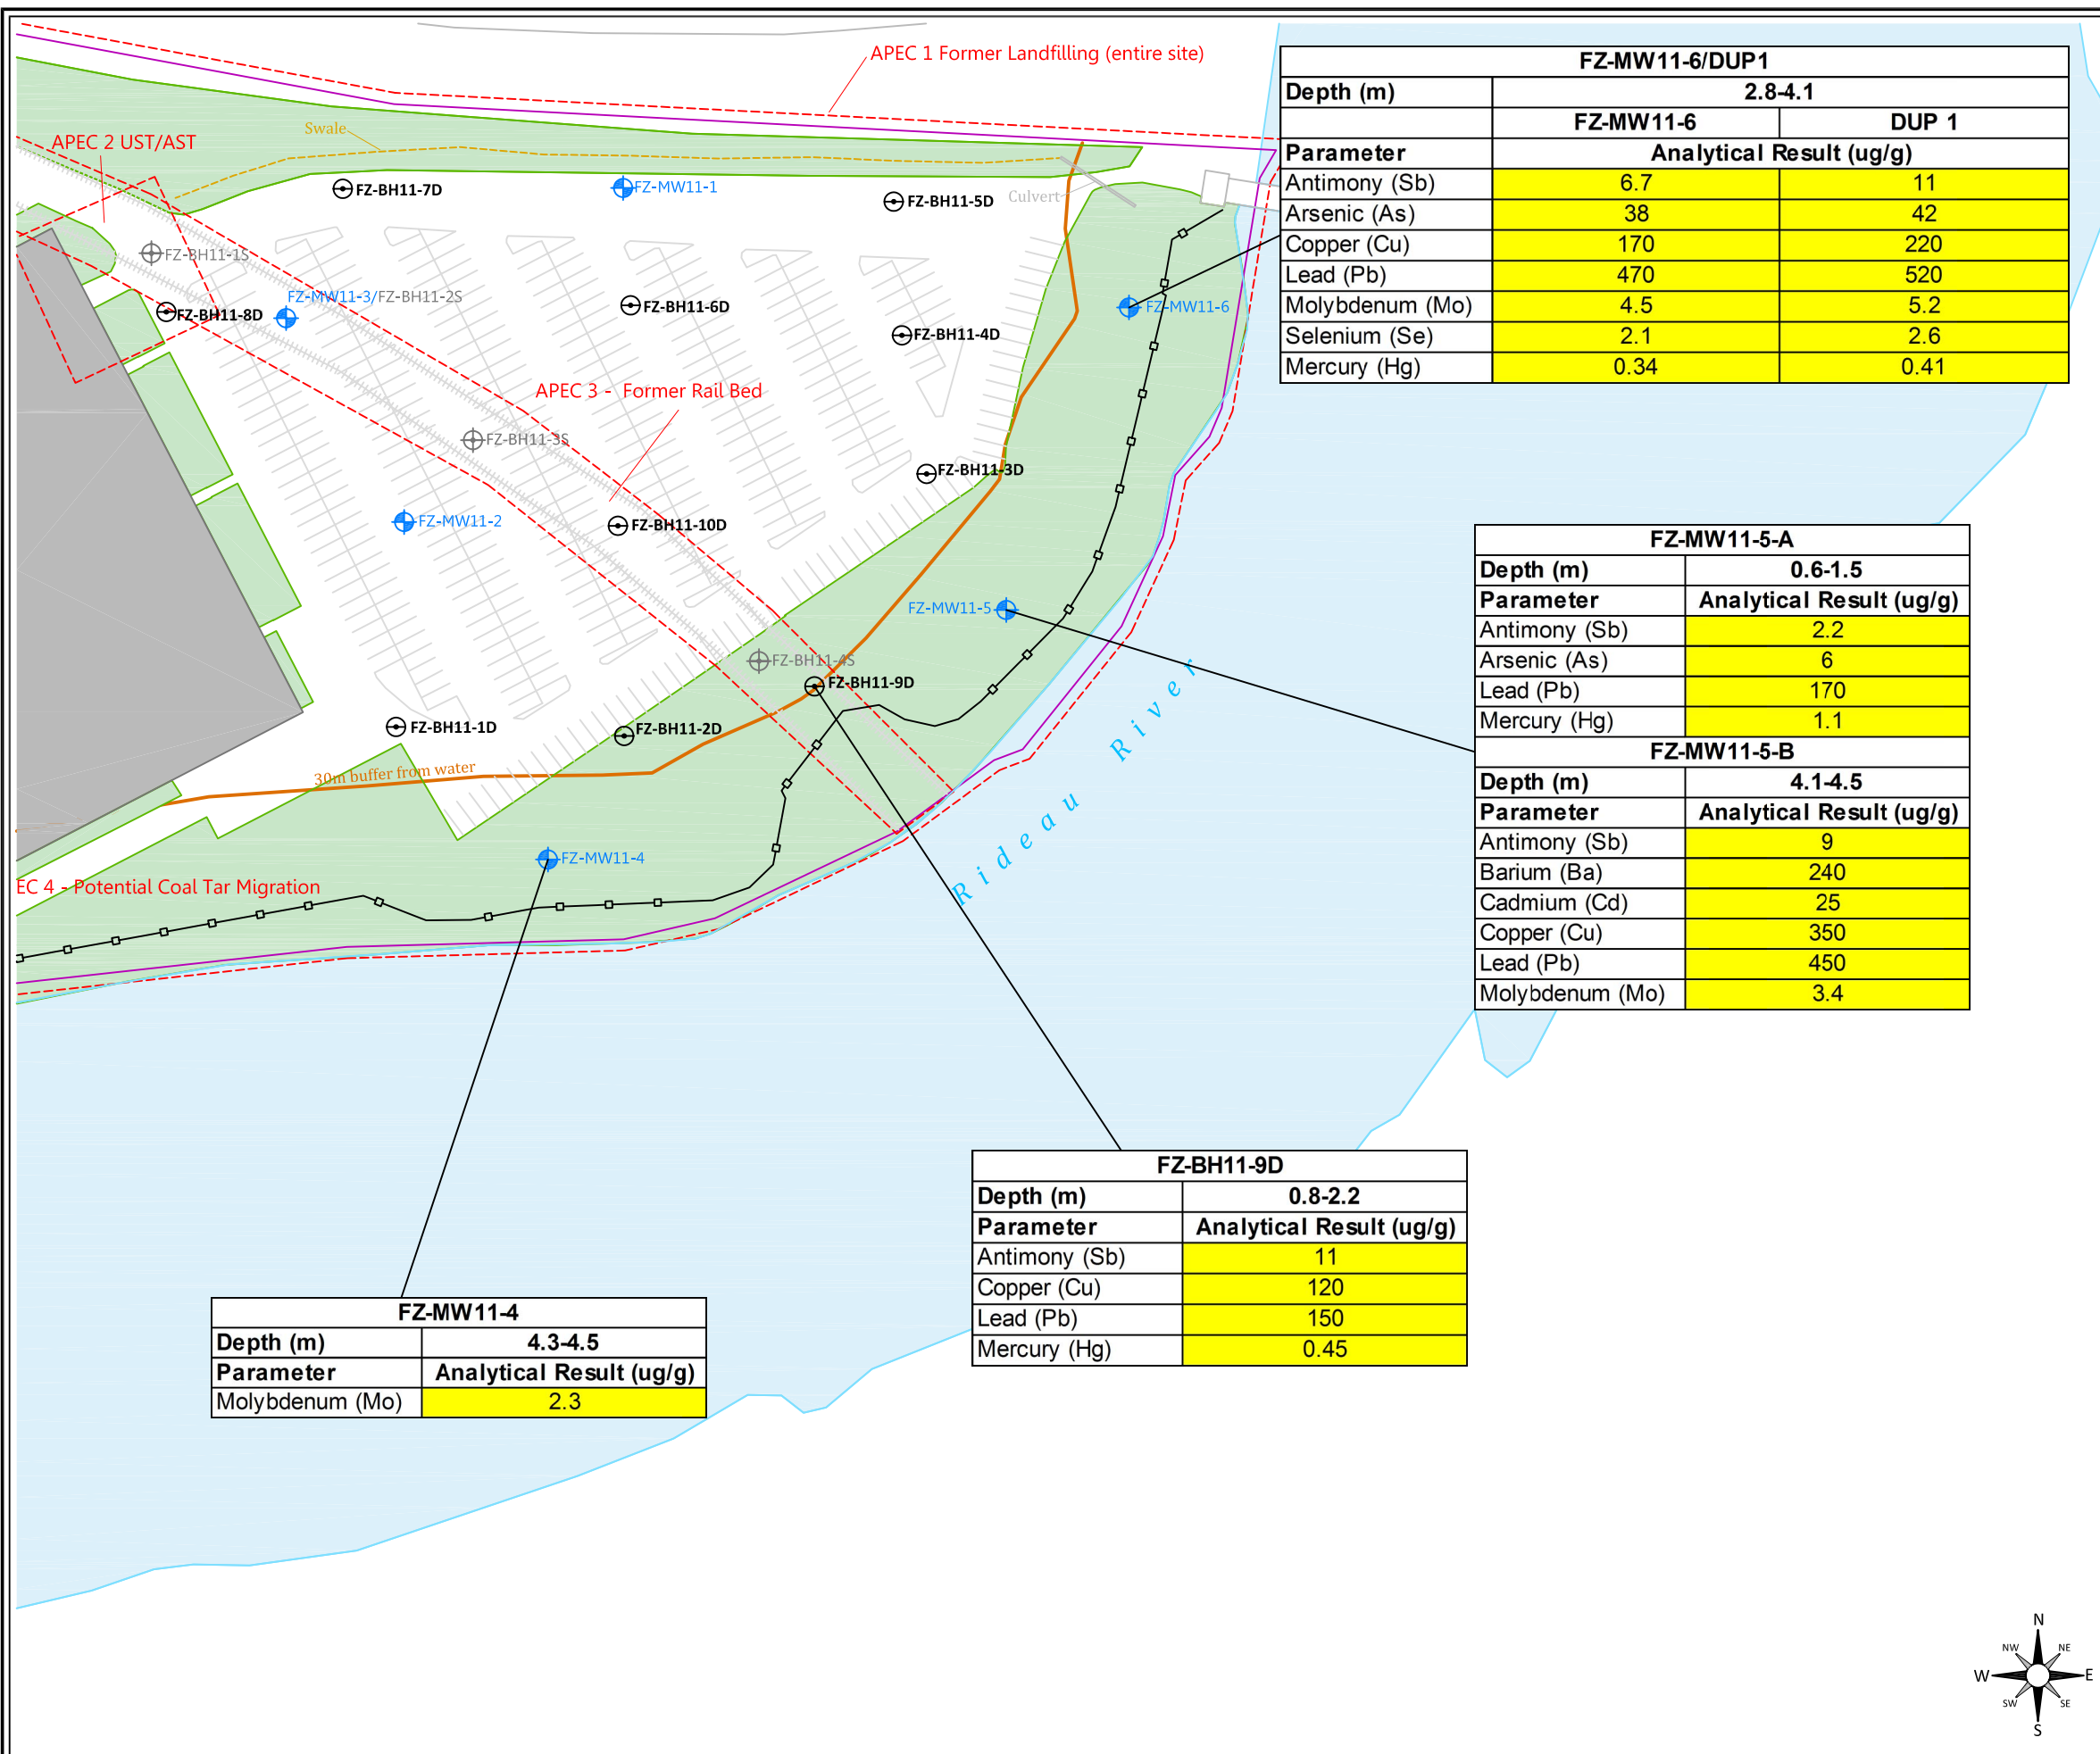 APEC 1 Former Landfilling (entire site)
APEC 2 UST/AST
Swale
FZ-BH11-7D
FZ-MW11-1
FZ-BH11-5D
Culvert
FZ-BH11-1S
FZ-MW11-3/FZ-BH11-2S
FZ-BH11-8D
FZ-BH11-6D
FZ-BH11-4D
FZ-MW11-6
APEC 3 - Former Rail Bed
FZ-BH11-3S
FZ-BH11-3D
FZ-MW11-2
FZ-BH11-10D
FZ-MW11-5
FZ-BH11-4S
FZ-BH11-9D
FZ-BH11-1D
FZ-BH11-2D
30m buffer from water
FZ-MW11-4
EC 4 - Potential Coal Tar Migration
Rideau River
FZ-MW11-6/DUP1
Depth (m) 2.8-4.1
FZ-MW11-6 DUP 1
Parameter Analytical Result (ug/g)
Antimony (Sb) 6.7 11
Arsenic (As) 38 42
Copper (Cu) 170 220
Lead (Pb) 470 520
Molybdenum (Mo) 4.5 5.2
Selenium (Se) 2.1 2.6
Mercury (Hg) 0.34 0.41
FZ-MW11-5-A
Depth (m) 0.6-1.5
Parameter Analytical Result (ug/g)
Antimony (Sb) 2.2
Arsenic (As) 6
Lead (Pb) 170
Mercury (Hg) 1.1
FZ-MW11-5-B
Depth (m) 4.1-4.5
Parameter Analytical Result (ug/g)
Antimony (Sb) 9
Barium (Ba) 240
Cadmium (Cd) 25
Copper (Cu) 350
Lead (Pb) 450
Molybdenum (Mo) 3.4
FZ-BH11-9D
Depth (m) 0.8-2.2
Parameter Analytical Result (ug/g)
Antimony (Sb) 11
Copper (Cu) 120
Lead (Pb) 150
Mercury (Hg) 0.45
FZ-MW11-4
Depth (m) 4.3-4.5
Parameter Analytical Result (ug/g)
Molybdenum (Mo) 2.3
N
NW NE
W E
SW SE
S